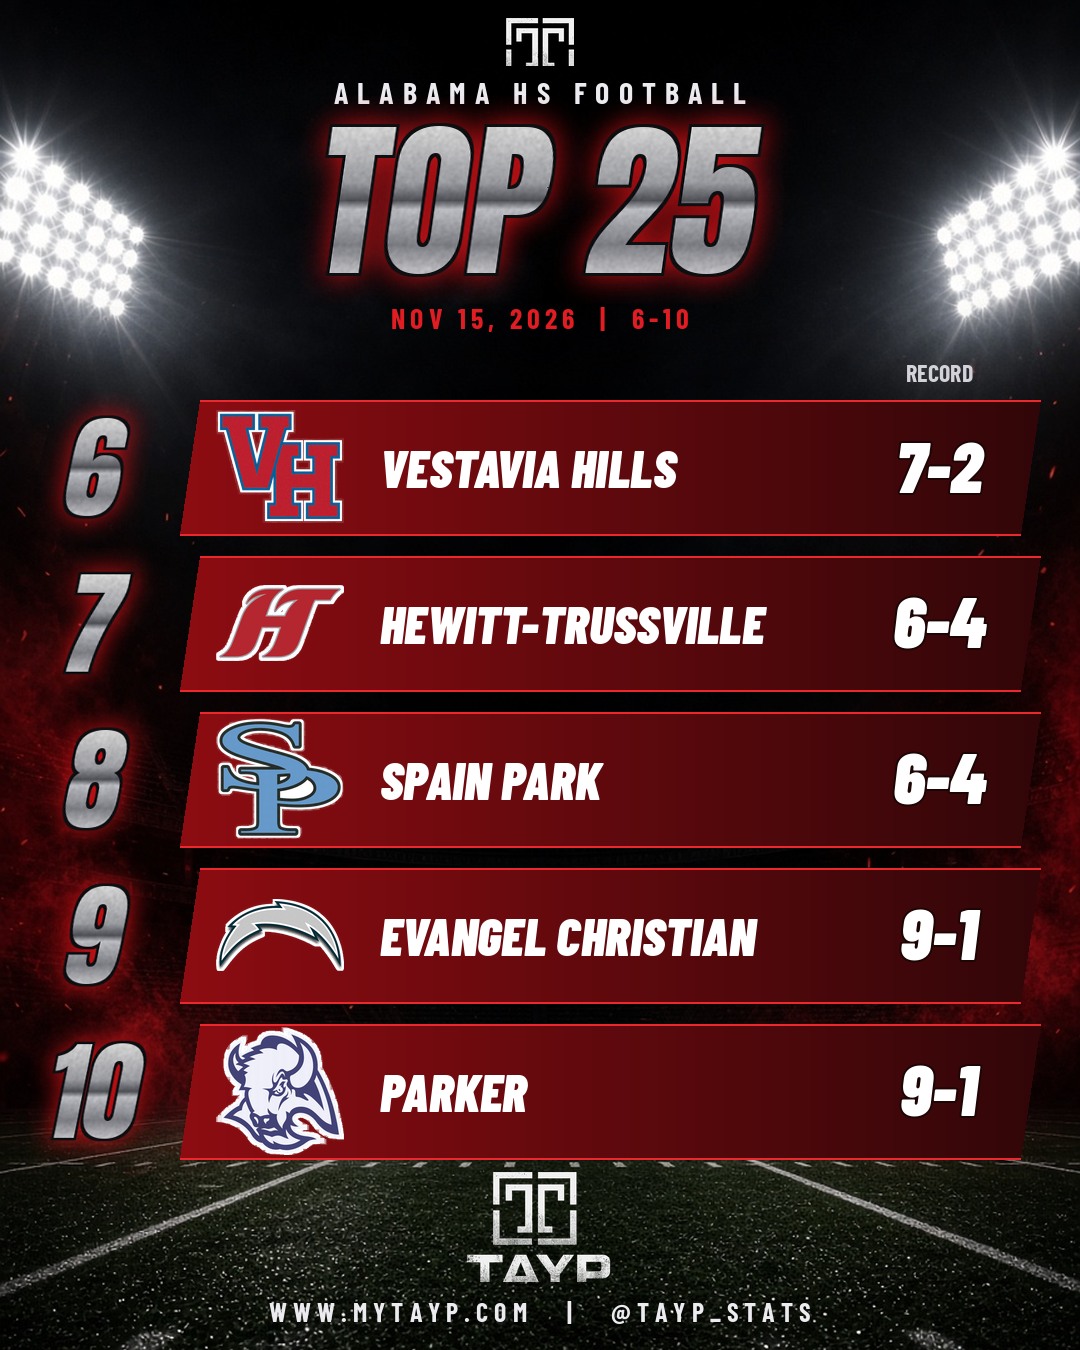 ALABAMA HS FOOTBALL
TOP 25
NOV 15, 2026 | 6-10
RECORD
6 VH VESTAVIA HILLS 7-2
7 H HEWITT-TRUSSVILLE 6-4
8 SP SPAIN PARK 6-4
9 EVANGEL CHRISTIAN 9-1
10 PARKER 9-1
TAYP
WWW.MYTAYP.COM | @TAYP_STATS